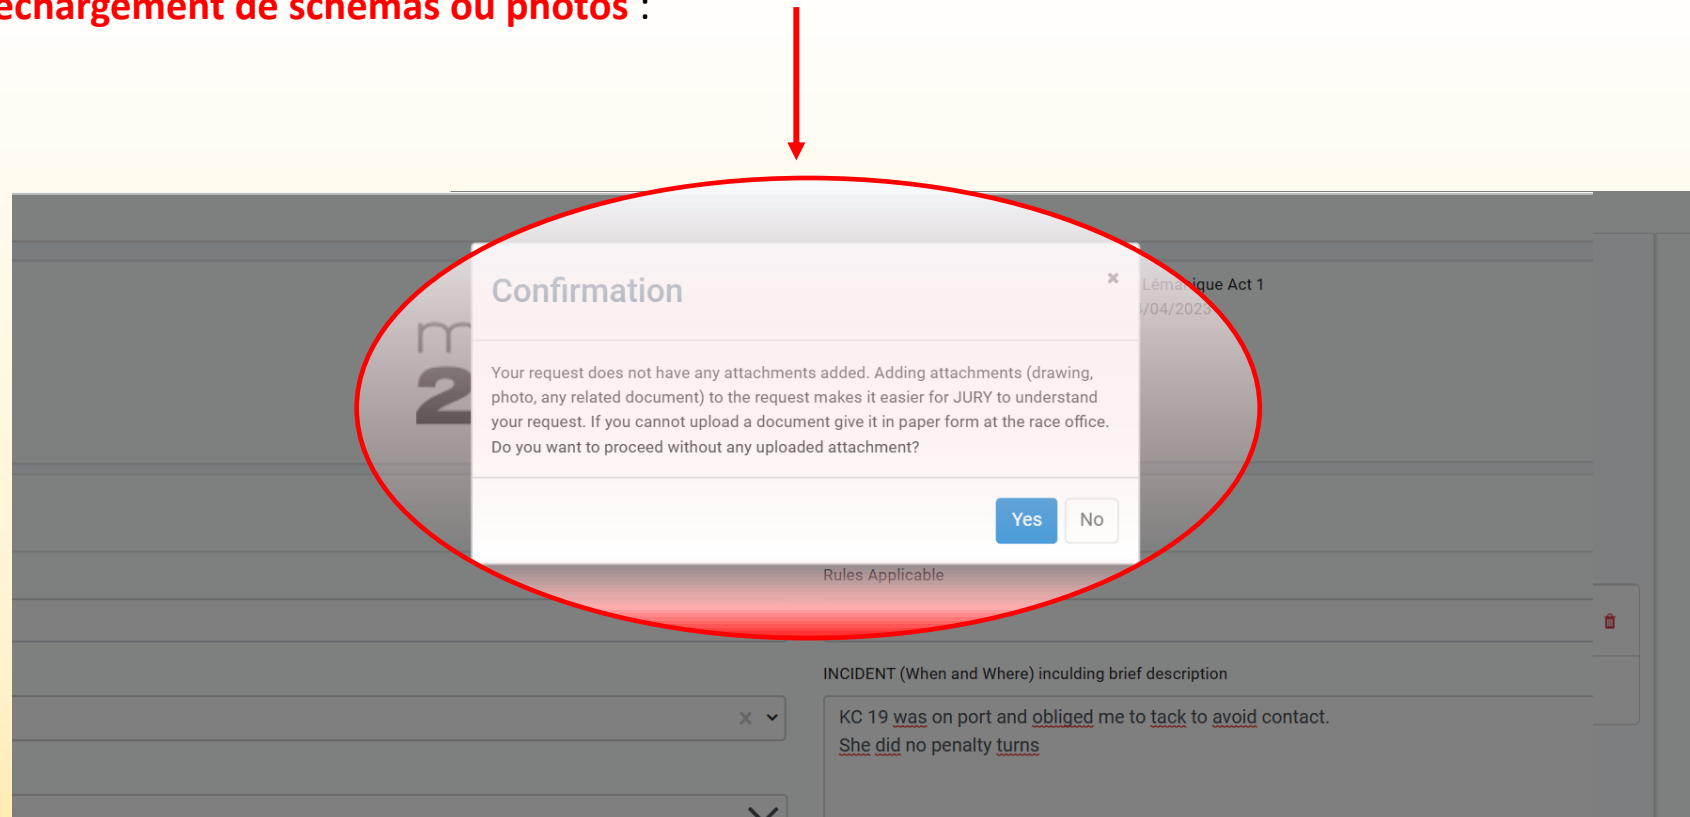 échargement de schémas ou photos :
Confirmation
Lémanique Act 1
/04/2023
m
2
Your request does not have any attachments added. Adding attachments (drawing,
photo, any related document) to the request makes it easier for JURY to understand
your request. If you cannot upload a document give it in paper form at the race office.
Do you want to proceed without any uploaded attachment?
Yes No
Rules Applicable
INCIDENT (When and Where) inculding brief description
KC 19 was on port and obliged me to tack to avoid contact.
She did no penalty turns